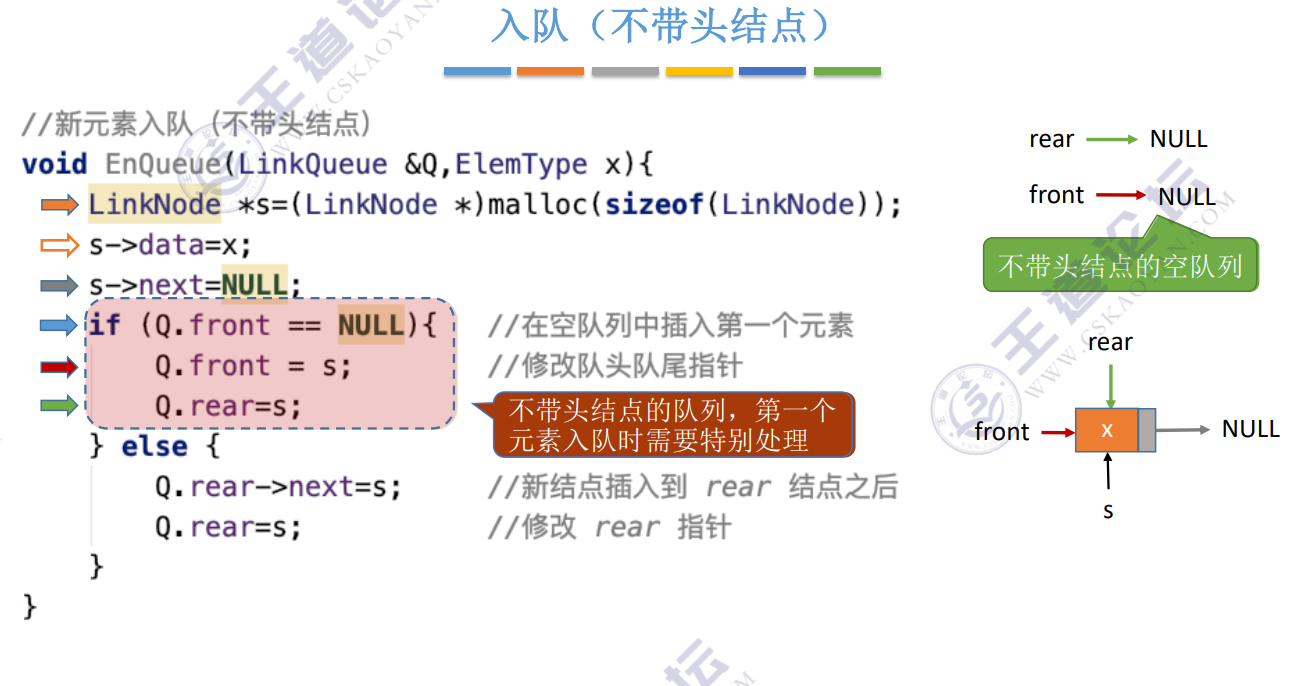 入队（不带头结点）
//新元素入队（不带头结点）
void EnQueue(LinkQueue &Q,ElemType x){
LinkNode *s=(LinkNode *)malloc(sizeof(LinkNode));
s->data=x;
s->next=NULL;
if (Q.front == NULL){ //在空队列中插入第一个元素
Q.front = s; //修改队头队尾指针
Q.rear=s;
不带头结点的队列，第一个
元素入队时需要特别处理
} else {
Q.rear->next=s; //新结点插入到 rear 结点之后
Q.rear=s; //修改 rear 指针
}
}
rear NULL
front NULL
不带头结点的空队列
rear
front x NULL
s
王道论坛
WWW.CSKAOYAN.COM